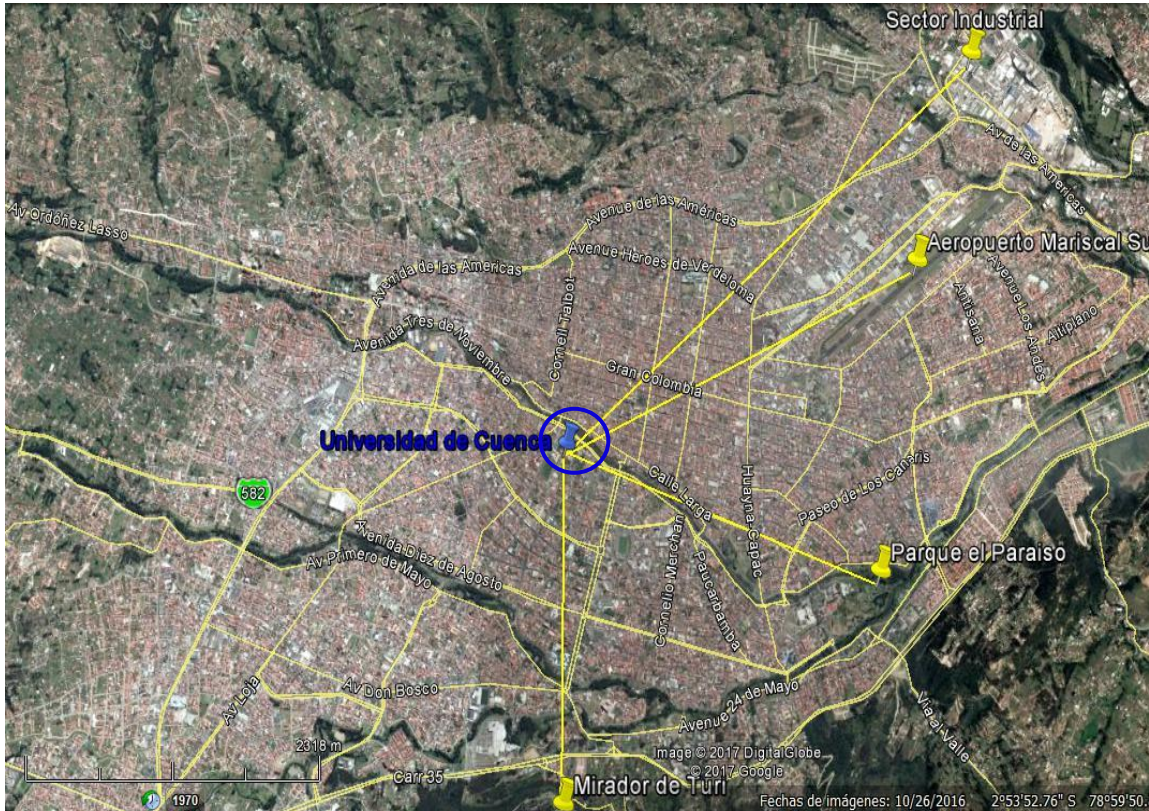 Sector Industrial
Av de las Americas
Av Ordóñez Lasso
Avenue de las Américas
Avenue Heroes de Verdeloma
Aeropuerto Mariscal Su
Avenida de las Americas
Avenue Los Andes
Antisana
Altiplano
Avenida Tres de Noviembre
Cornell Talbot
Gran Colombia
Universidad de Cuenca
Calle Larga
Huayna-Capac
Paseo de Los Cañaris
582
Avenida Diez de Agosto
Av Primero de Mayo
Parque el Paraiso
Cornelio Merchan
Paucarbamba
Av Loja
Av Don Bosco
Avenue 24 de Mayo
Via al Valle
2318 m
Carr 35
Image © 2017 DigitalGlobe
© 2017 Google
Mirador de Turi
1970
Fechas de imágenes: 10/26/2016 2°53'52.76" S 78°59'50.